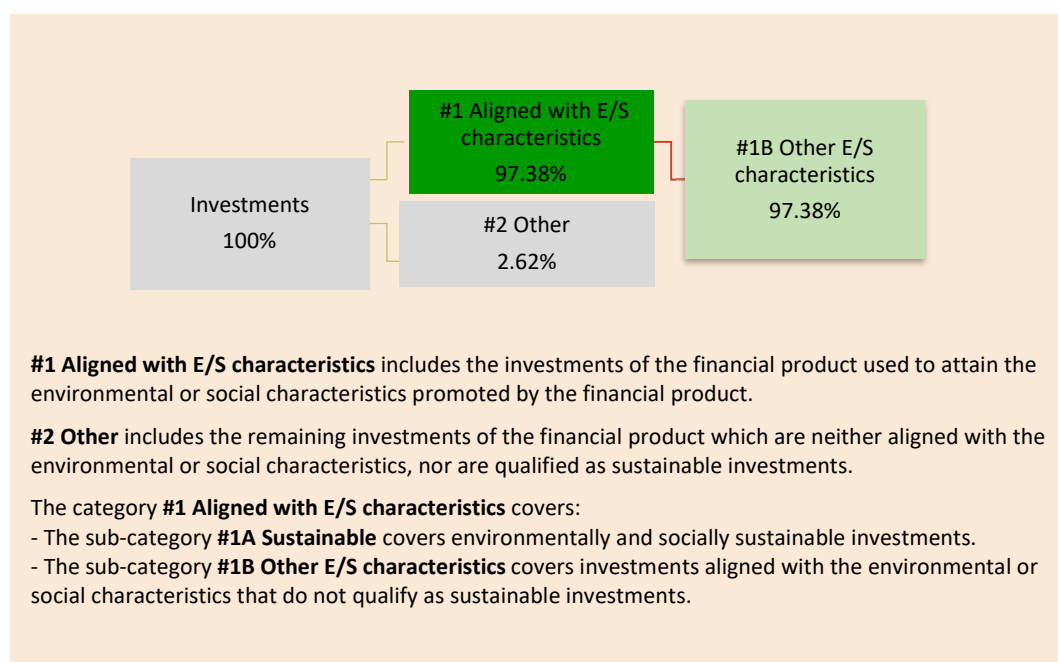 #1 Aligned with E/S
characteristics
97.38%
#1B Other E/S
characteristics
97.38%
Investments
100%
#2 Other
2.62%
#1 Aligned with E/S characteristics includes the investments of the financial product used to attain the
environmental or social characteristics promoted by the financial product.
#2 Other includes the remaining investments of the financial product which are neither aligned with the
environmental or social characteristics, nor are qualified as sustainable investments.
The category #1 Aligned with E/S characteristics covers:
- The sub-category #1A Sustainable covers environmentally and socially sustainable investments.
- The sub-category #1B Other E/S characteristics covers investments aligned with the environmental or
social characteristics that do not qualify as sustainable investments.